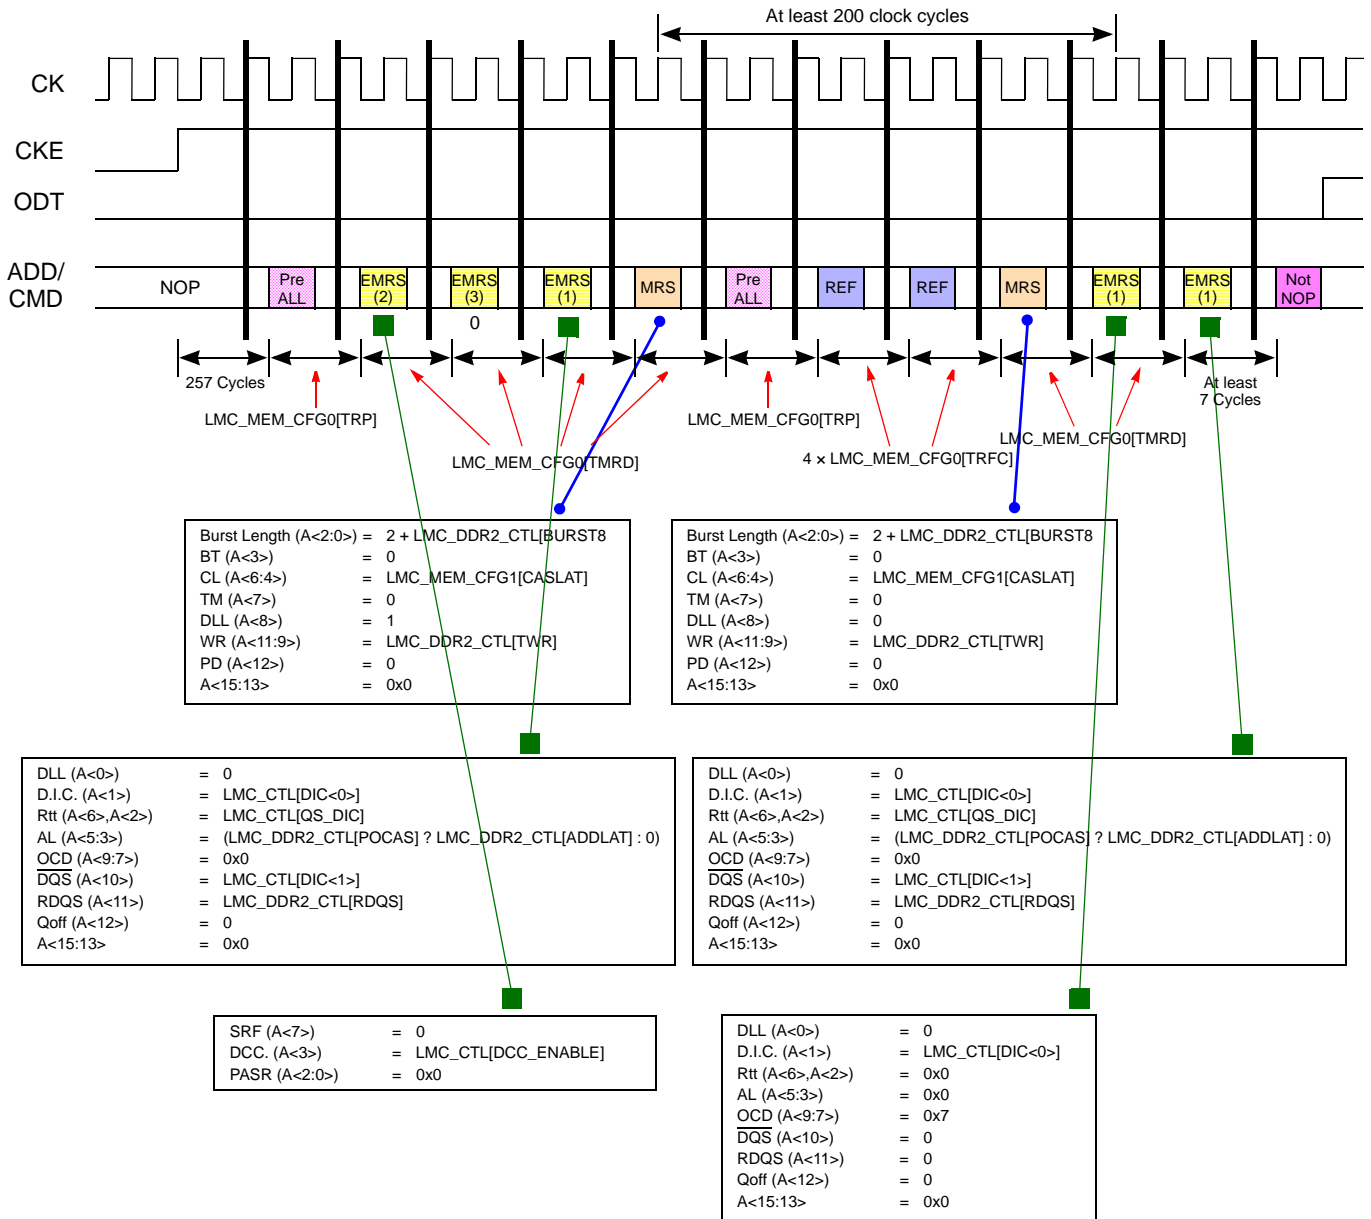 At least 200 clock cycles
CK
CKE
ODT
ADD/
CMD
NOP
Pre
ALL
EMRS
(2)
EMRS
(3)
EMRS
(1)
MRS
Pre
ALL
REF
REF
MRS
EMRS
(1)
EMRS
(1)
Not
NOP
0
257 Cycles
At least
7 Cycles
LMC_MEM_CFG0[TRP]
LMC_MEM_CFG0[TMRD]
LMC_MEM_CFG0[TRP]
4 × LMC_MEM_CFG0[TRFC]
LMC_MEM_CFG0[TMRD]
Burst Length (A<2:0>) = 2 + LMC_DDR2_CTL[BURST8
BT (A<3>) = 0
CL (A<6:4>) = LMC_MEM_CFG1[CASLAT]
TM (A<7>) = 0
DLL (A<8>) = 1
WR (A<11:9>) = LMC_DDR2_CTL[TWR]
PD (A<12>) = 0
A<15:13> = 0x0
Burst Length (A<2:0>) = 2 + LMC_DDR2_CTL[BURST8
BT (A<3>) = 0
CL (A<6:4>) = LMC_MEM_CFG1[CASLAT]
TM (A<7>) = 0
DLL (A<8>) = 0
WR (A<11:9>) = LMC_DDR2_CTL[TWR]
PD (A<12>) = 0
A<15:13> = 0x0
DLL (A<0>) = 0
D.I.C. (A<1>) = LMC_CTL[DIC<0>]
Rtt (A<6>,A<2>) = LMC_CTL[QS_DIC]
AL (A<5:3>) = (LMC_DDR2_CTL[POCAS] ? LMC_DDR2_CTL[ADDLAT] : 0)
OCD (A<9:7>) = 0x0
DQS (A<10>) = LMC_CTL[DIC<1>]
RDQS (A<11>) = LMC_DDR2_CTL[RDQS]
Qoff (A<12>) = 0
A<15:13> = 0x0
DLL (A<0>) = 0
D.I.C. (A<1>) = LMC_CTL[DIC<0>]
Rtt (A<6>,A<2>) = LMC_CTL[QS_DIC]
AL (A<5:3>) = (LMC_DDR2_CTL[POCAS] ? LMC_DDR2_CTL[ADDLAT] : 0)
OCD (A<9:7>) = 0x0
DQS (A<10>) = LMC_CTL[DIC<1>]
RDQS (A<11>) = LMC_DDR2_CTL[RDQS]
Qoff (A<12>) = 0
A<15:13> = 0x0
SRF (A<7>) = 0
DCC. (A<3>) = LMC_CTL[DCC_ENABLE]
PASR (A<2:0>) = 0x0
DLL (A<0>) = 0
D.I.C. (A<1>) = LMC_CTL[DIC<0>]
Rtt (A<6>,A<2>) = 0x0
AL (A<5:3>) = 0x0
OCD (A<9:7>) = 0x7
DQS (A<10>) = 0
RDQS (A<11>) = 0
Qoff (A<12>) = 0
A<15:13> = 0x0